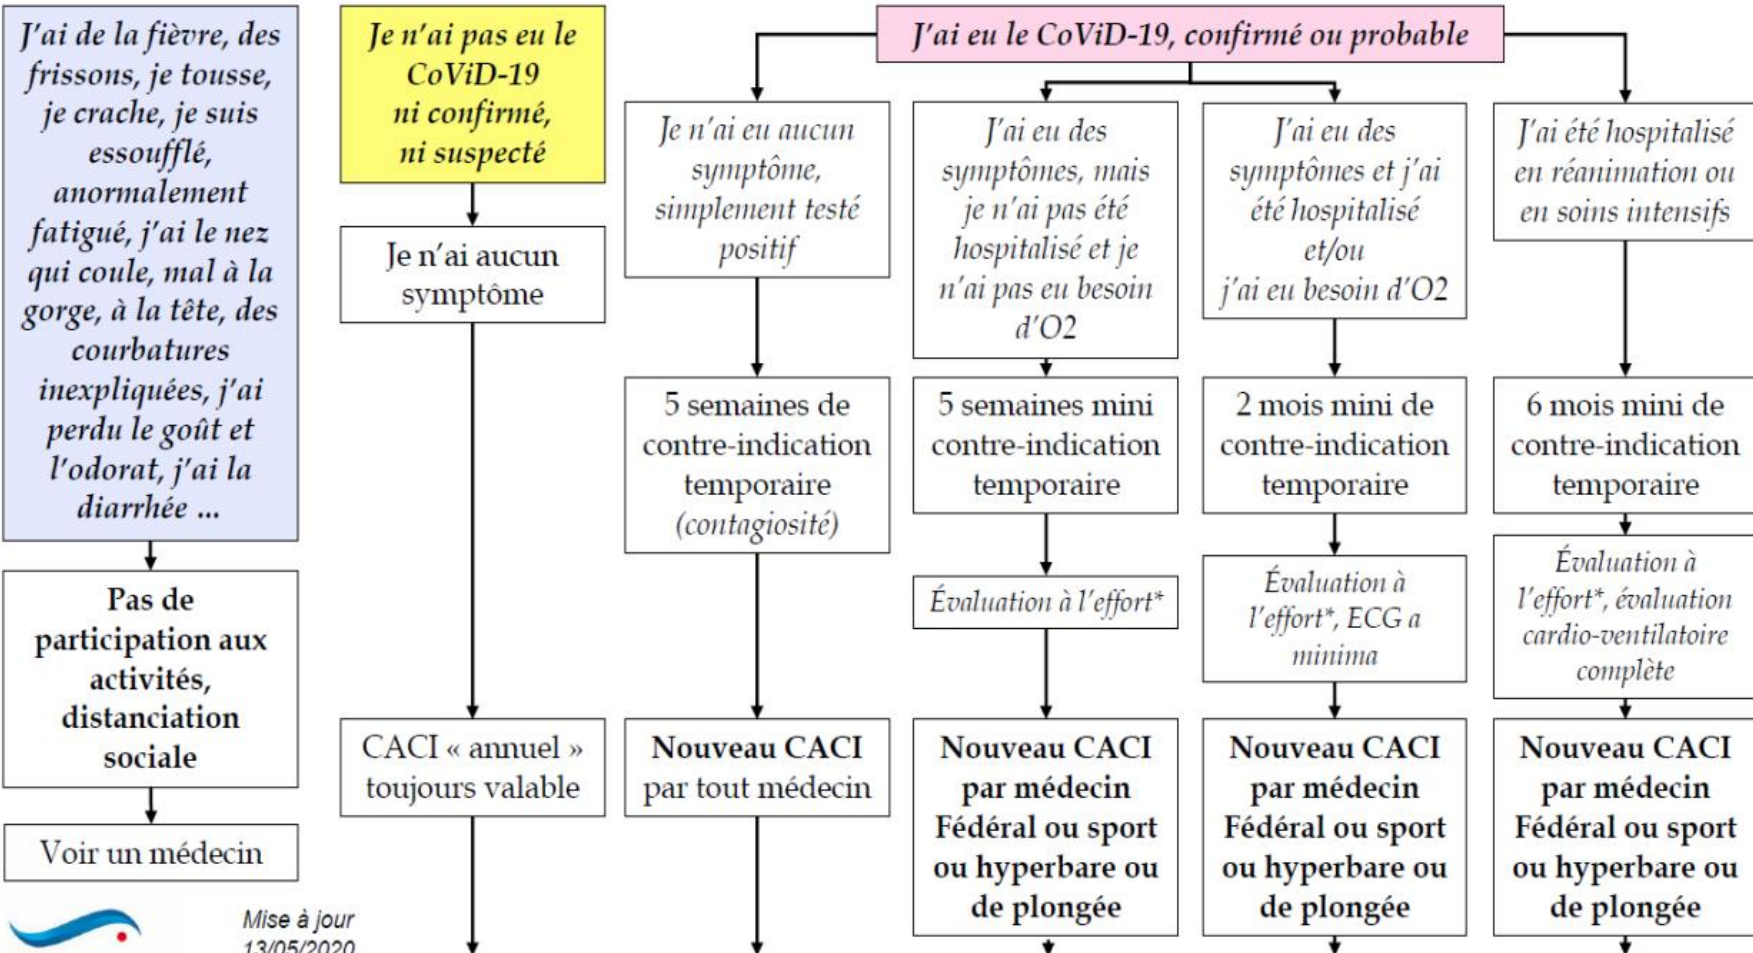 J'ai de la fièvre, des
frissons, je tousse,
je crache, je suis
essoufflé,
anormalement
fatigué, j'ai le nez
qui coule, mal à la
gorge, à la tête, des
courbatures
inexpliquées, j'ai
perdu le goût et
l'odorat, j'ai la
diarrhée ...
Pas de
participation aux
activités,
distanciation
sociale
Voir un médecin
Mise à jour
13/05/2020
Je n'ai pas eu le
CoViD-19
ni confirmé,
ni suspecté
Je n'ai aucun
symptôme
CACI « annuel »
toujours valable
J'ai eu le CoViD-19, confirmé ou probable
Je n'ai eu aucun
symptôme,
simplement testé
positif
5 semaines de
contre-indication
temporaire
(contagiosité)
Nouveau CACI
par tout médecin
J'ai eu des
symptômes, mais
je n'ai pas été
hospitalisé et je
n'ai pas eu besoin
d'O2
5 semaines mini
contre-indication
temporaire
Évaluation à l'effort*
Nouveau CACI
par médecin
Fédéral ou sport
ou hyperbare ou
de plongée
J'ai eu des
symptômes et j'ai
été hospitalisé
et/ou
j'ai eu besoin d'O2
2 mois mini de
contre-indication
temporaire
Évaluation à
l'effort*, ECG a
minima
Nouveau CACI
par médecin
Fédéral ou sport
ou hyperbare ou
de plongée
J'ai été hospitalisé
en réanimation ou
en soins intensifs
6 mois mini de
contre-indication
temporaire
Évaluation à
l'effort*, évaluation
cardio-ventilatoire
complète
Nouveau CACI
par médecin
Fédéral ou sport
ou hyperbare ou
de plongée